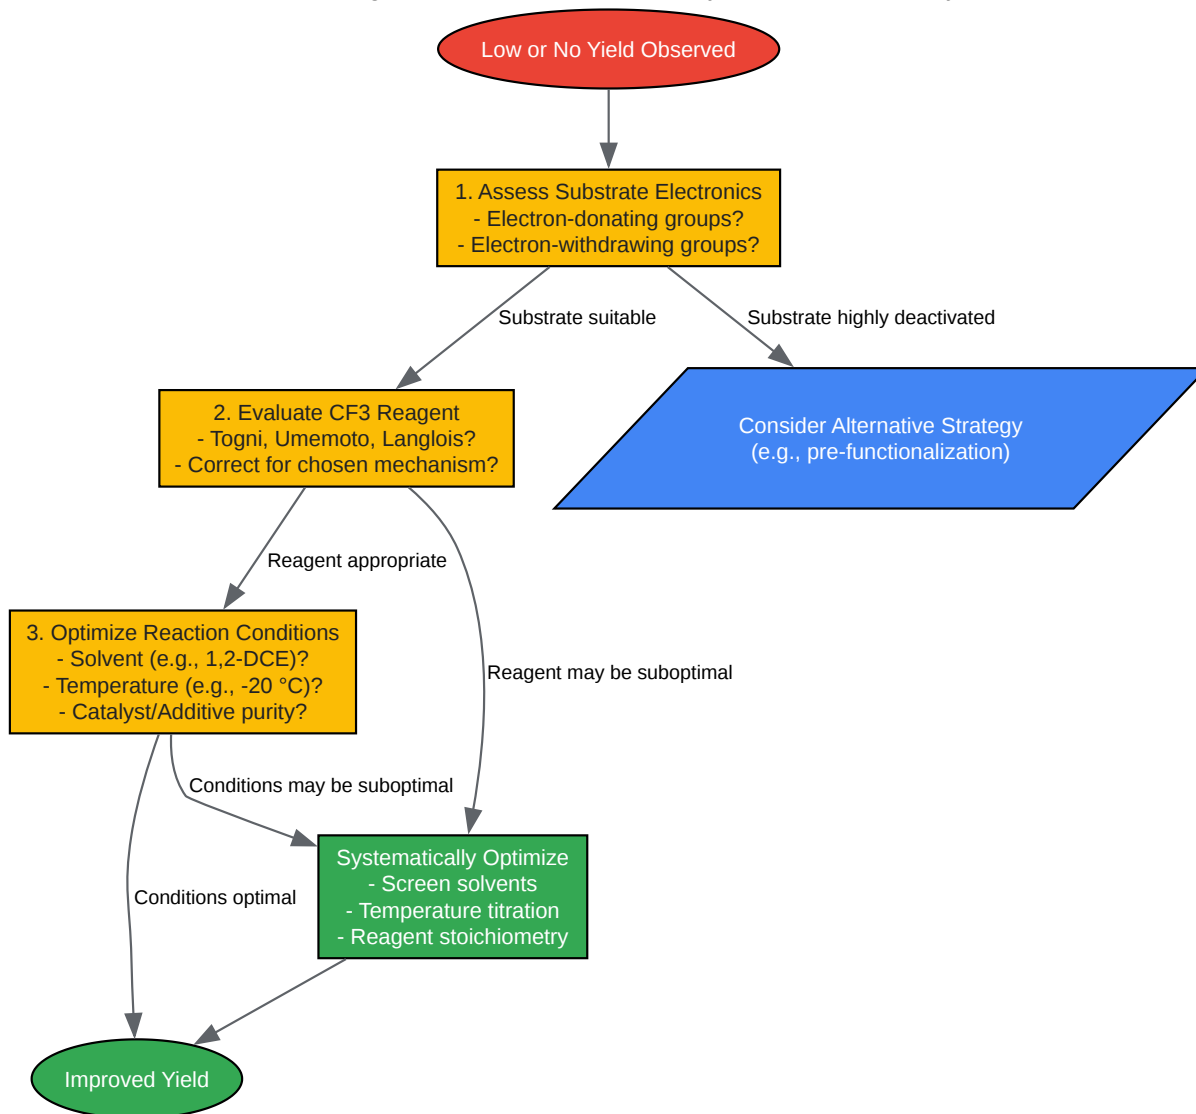 Low or No Yield Observed
1. Assess Substrate Electronics
- Electron-donating groups?
- Electron-withdrawing groups?
Substrate suitable
Substrate highly deactivated
2. Evaluate CF3 Reagent
- Togni, Umemoto, Langlois?
- Correct for chosen mechanism?
Consider Alternative Strategy
(e.g., pre-functionalization)
Reagent appropriate
3. Optimize Reaction Conditions
- Solvent (e.g., 1,2-DCE)?
- Temperature (e.g., -20 °C)?
- Catalyst/Additive purity?
Reagent may be suboptimal
Conditions may be suboptimal
Systematically Optimize
- Screen solvents
- Temperature titration
- Reagent stoichiometry
Conditions optimal
Improved Yield